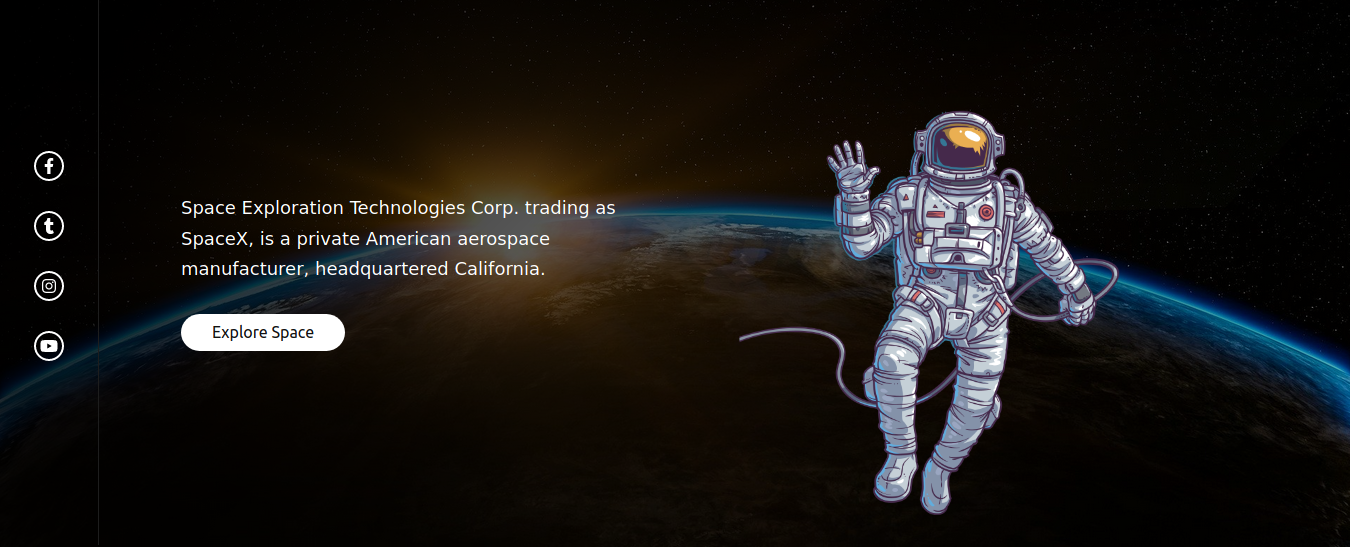 Space Exploration Technologies Corp. trading as
SpaceX, is a private American aerospace
manufacturer, headquartered California.
Explore Space